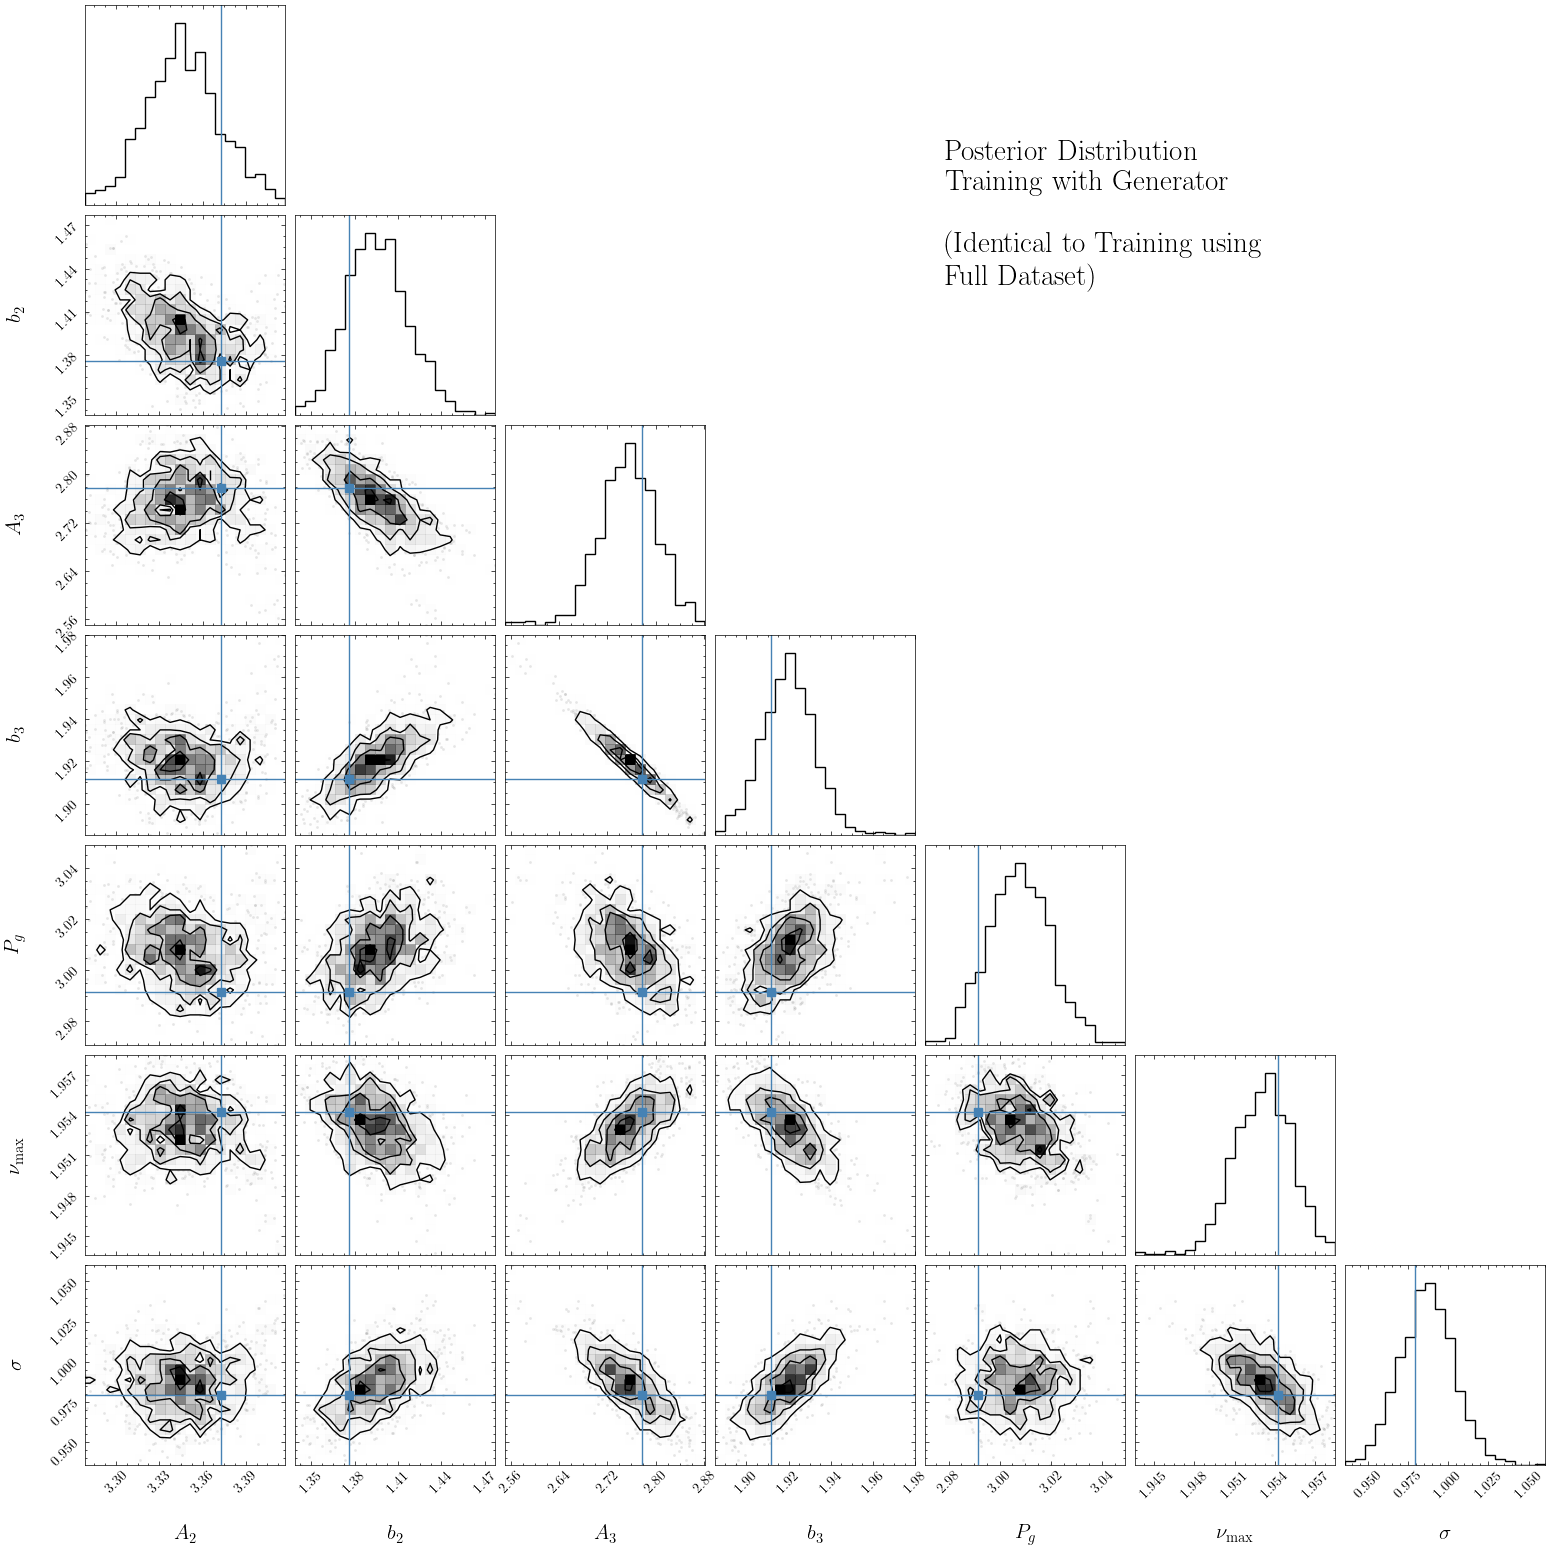 Posterior Distribution
Training with Generator
(Identical to Training using
Full Dataset)
b₂
1.47
1.44
1.41
1.38
1.35
A₃
2.88
2.80
2.72
2.64
2.56
b₃
1.98
1.96
1.94
1.92
1.90
P_g
3.04
3.02
3.00
2.98
ν_max
1.957
1.954
1.951
1.948
1.945
σ
1.050
1.025
1.000
0.975
0.950
3.30 3.33 3.36 3.39
1.35 1.38 1.41 1.44 1.47
2.56 2.64 2.72 2.80 2.88
1.90 1.92 1.94 1.96 1.98
2.98 3.00 3.02 3.04
1.945 1.948 1.951 1.954 1.957
0.950 0.975 1.000 1.025 1.050
A₂ b₂ A₃ b₃ P_g ν_max σ